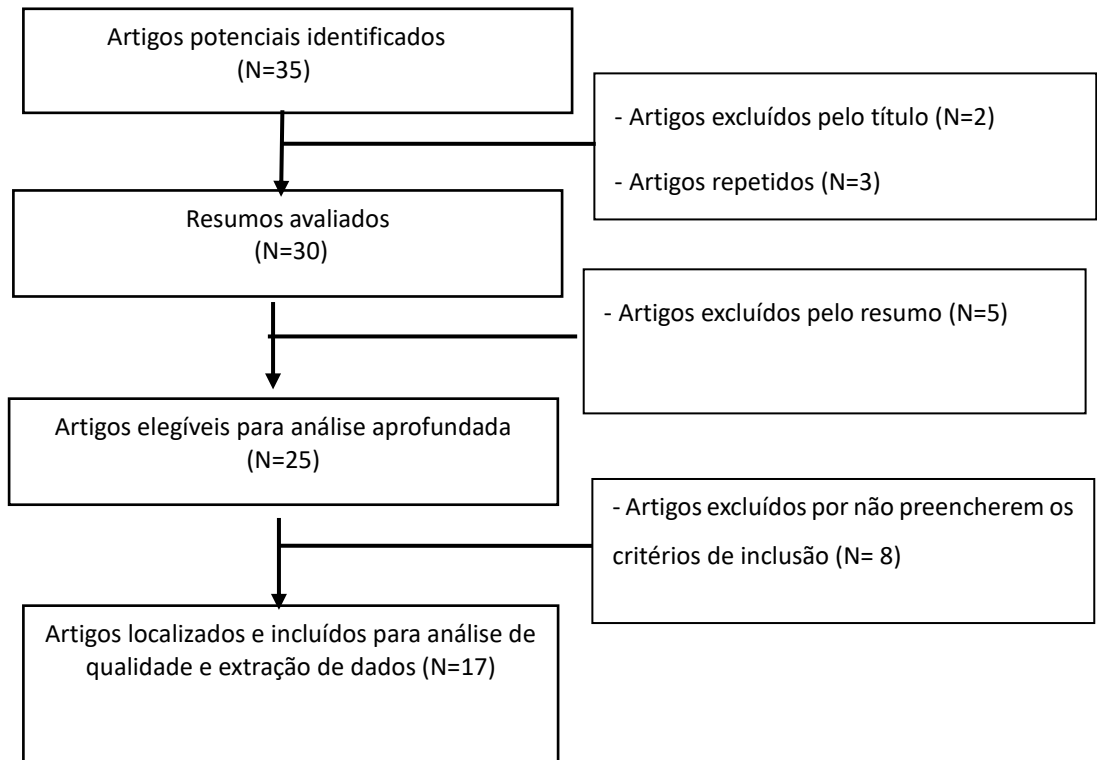 Artigos potenciais identificados
(N=35)
- Artigos excluídos pelo título (N=2)
- Artigos repetidos (N=3)
Resumos avaliados
(N=30)
- Artigos excluídos pelo resumo (N=5)
Artigos elegíveis para análise aprofundada
(N=25)
- Artigos excluídos por não preencherem os
critérios de inclusão (N= 8)
Artigos localizados e incluídos para análise de
qualidade e extração de dados (N=17)